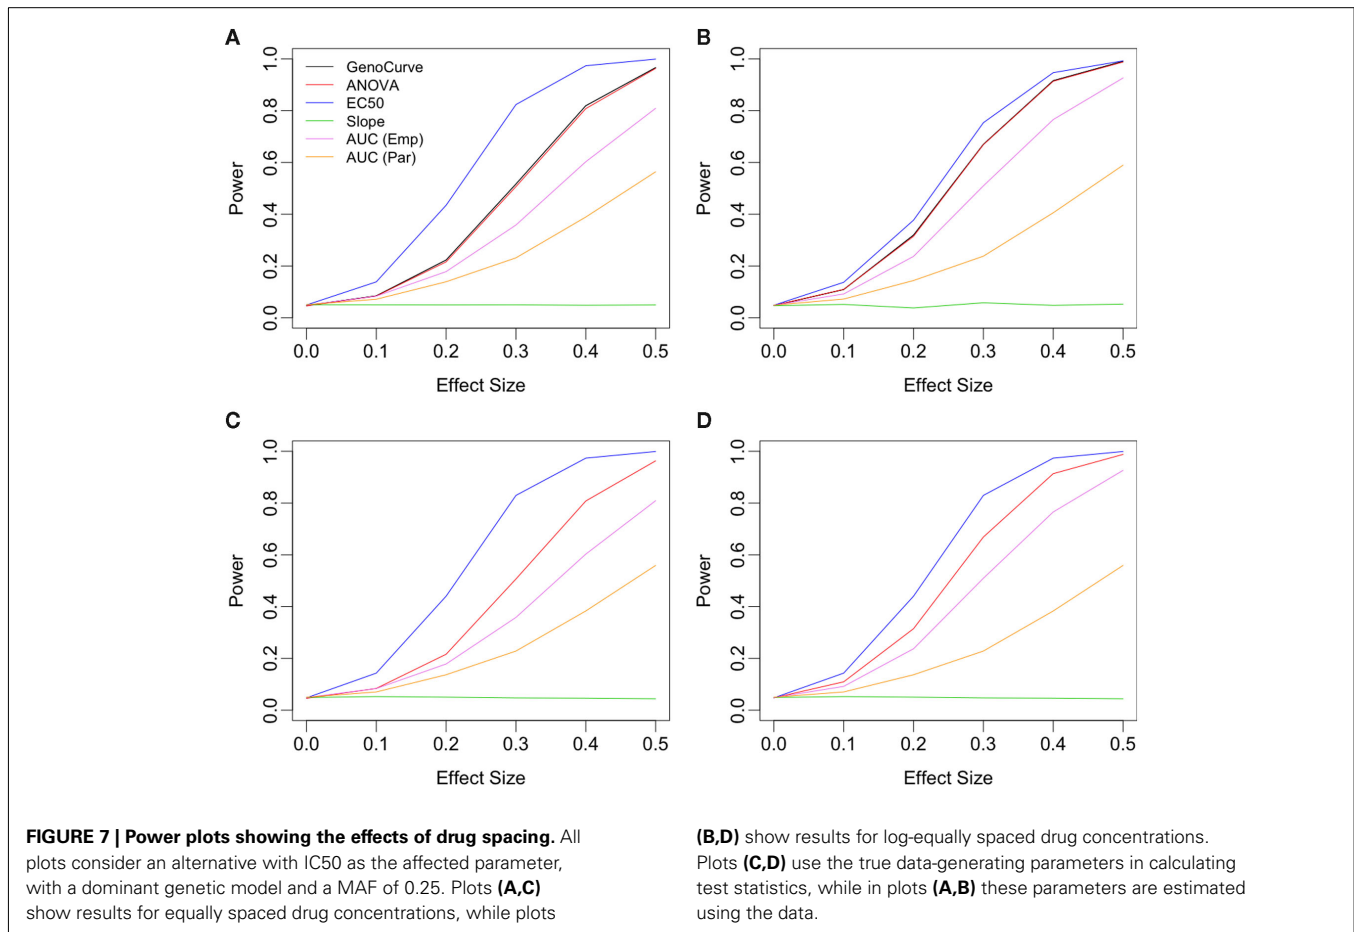 A
1.0
0.8
0.6
0.4
0.2
0.0
Power
GenoCurve
ANOVA
EC50
Slope
AUC (Emp)
AUC (Par)
0.0 0.1 0.2 0.3 0.4 0.5
Effect Size
B
1.0
0.8
0.6
0.4
0.2
0.0
Power
0.0 0.1 0.2 0.3 0.4 0.5
Effect Size
C
1.0
0.8
0.6
0.4
0.2
0.0
Power
0.0 0.1 0.2 0.3 0.4 0.5
Effect Size
D
1.0
0.8
0.6
0.4
0.2
0.0
Power
0.0 0.1 0.2 0.3 0.4 0.5
Effect Size
FIGURE 7 | Power plots showing the effects of drug spacing. All
plots consider an alternative with IC50 as the affected parameter,
with a dominant genetic model and a MAF of 0.25. Plots (A,C)
show results for equally spaced drug concentrations, while plots
(B,D) show results for log-equally spaced drug concentrations.
Plots (C,D) use the true data-generating parameters in calculating
test statistics, while in plots (A,B) these parameters are estimated
using the data.